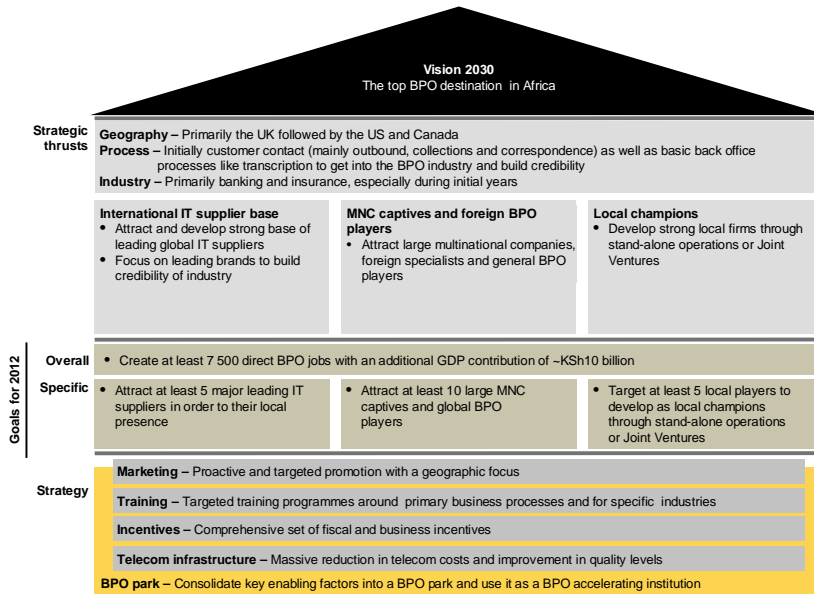 Vision 2030
The top BPO destination in Africa
Strategic
thrusts
Geography – Primarily the UK followed by the US and Canada
Process – Initially customer contact (mainly outbound, collections and correspondence) as well as basic back office
processes like transcription to get into the BPO industry and build credibility
Industry – Primarily banking and insurance, especially during initial years
International IT supplier base
• Attract and develop strong base of
leading global IT suppliers
• Focus on leading brands to build
credibility of industry
MNC captives and foreign BPO
players
• Attract large multinational companies,
foreign specialists and general BPO
players
Local champions
• Develop strong local firms through
stand-alone operations or Joint
Ventures
Goals for 2012
Overall
• Create at least 7 500 direct BPO jobs with an additional GDP contribution of ~KSh10 billion
Specific
• Attract at least 5 major leading IT
suppliers in order to their local
presence
• Attract at least 10 large MNC
captives and global BPO
players
• Target at least 5 local players to
develop as local champions
through stand-alone operations
or Joint Ventures
Strategy
Marketing – Proactive and targeted promotion with a geographic focus
Training – Targeted training programmes around primary business processes and for specific industries
Incentives – Comprehensive set of fiscal and business incentives
Telecom infrastructure – Massive reduction in telecom costs and improvement in quality levels
BPO park – Consolidate key enabling factors into a BPO park and use it as a BPO accelerating institution